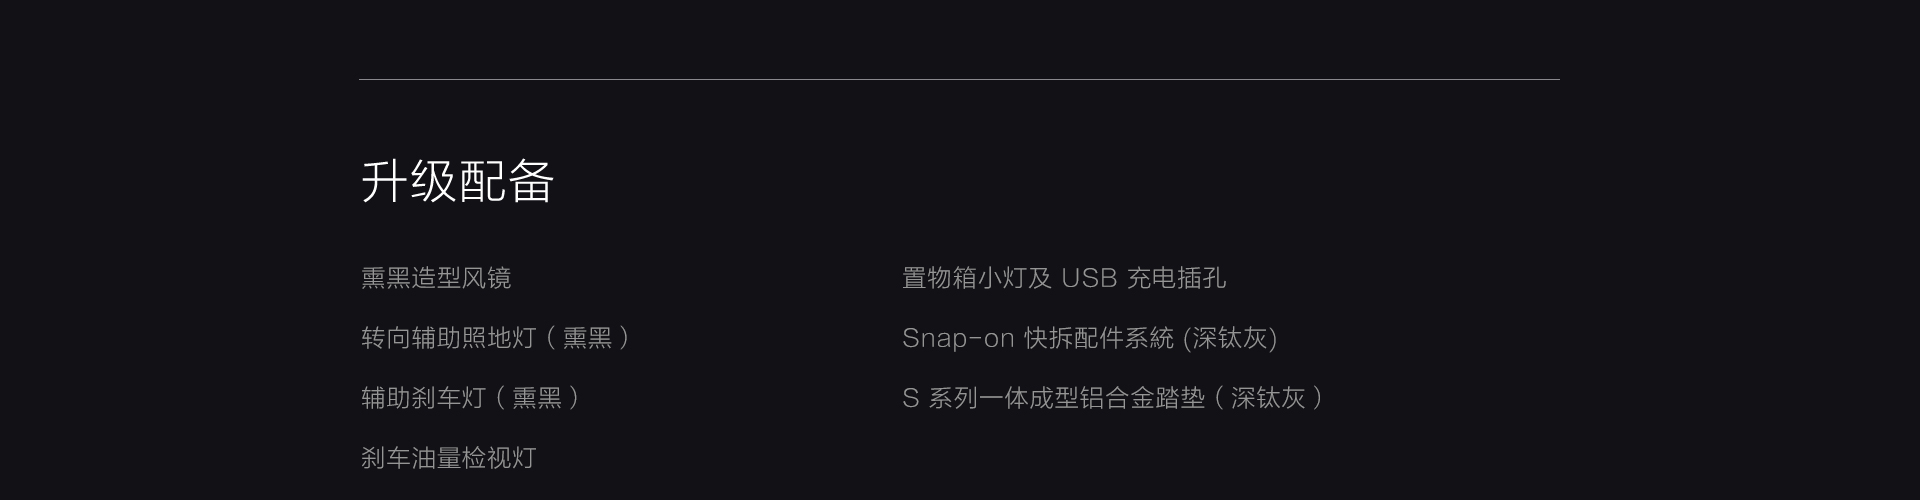 升级配备
熏黑造型风镜
转向辅助照地灯（熏黑）
辅助刹车灯（熏黑）
刹车油量检视灯
置物箱小灯及 USB 充电插孔
Snap-on 快拆配件系統 (深钛灰)
S 系列一体成型铝合金踏垫（深钛灰）